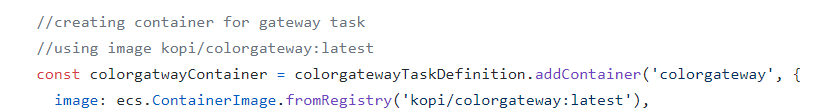 //creating container for gateway task
//using image kopi/colorgateway:latest
const colorgatwayContainer = colorgatewayTaskDefinition.addContainer('colorgateway', {
image: ecs.ContainerImage.fromRegistry('kopi/colorgateway:latest'),